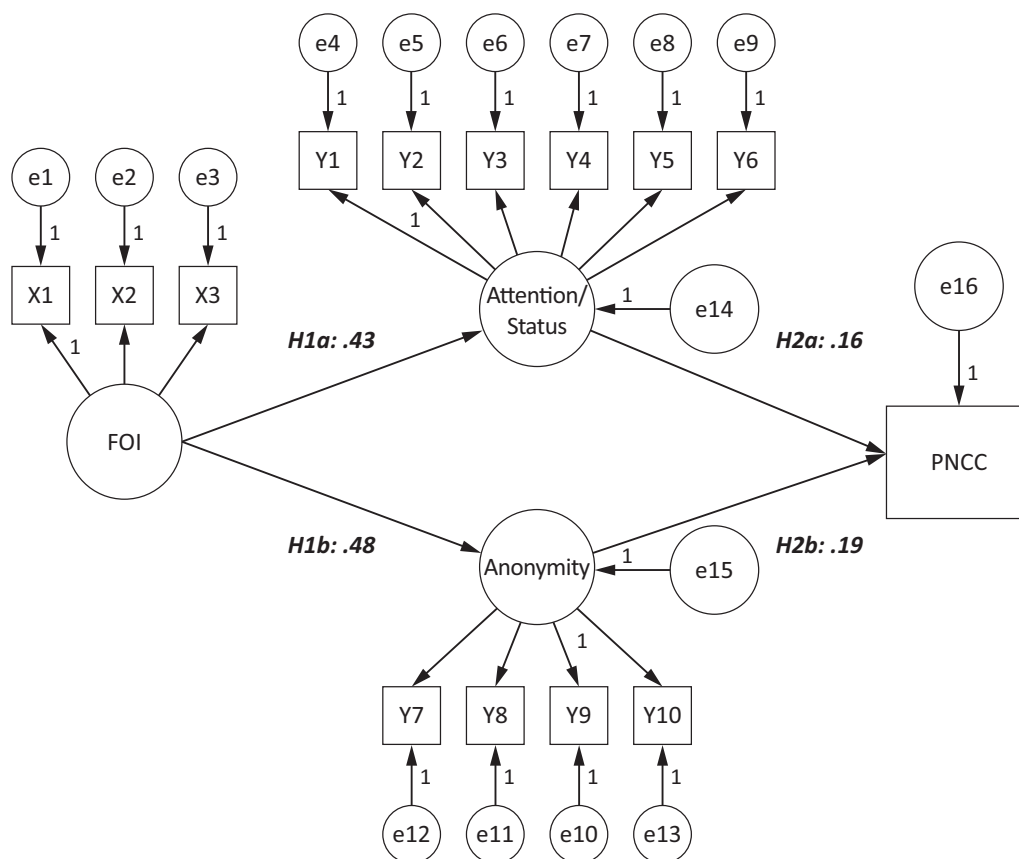 e4 e5 e6 e7 e8 e9
1 1 1 1 1 1
Y1 Y2 Y3 Y4 Y5 Y6
e1 e2 e3
1 1 1
1
X1 X2 X3
Attention/
Status
1
e14
e16
1
H1a: .43
H2a: .16
1
FOI
PNCC
H1b: .48
H2b: .19
Anonymity
1
e15
1
Y7 Y8 Y9 Y10
1 1 1 1
e12 e11 e10 e13